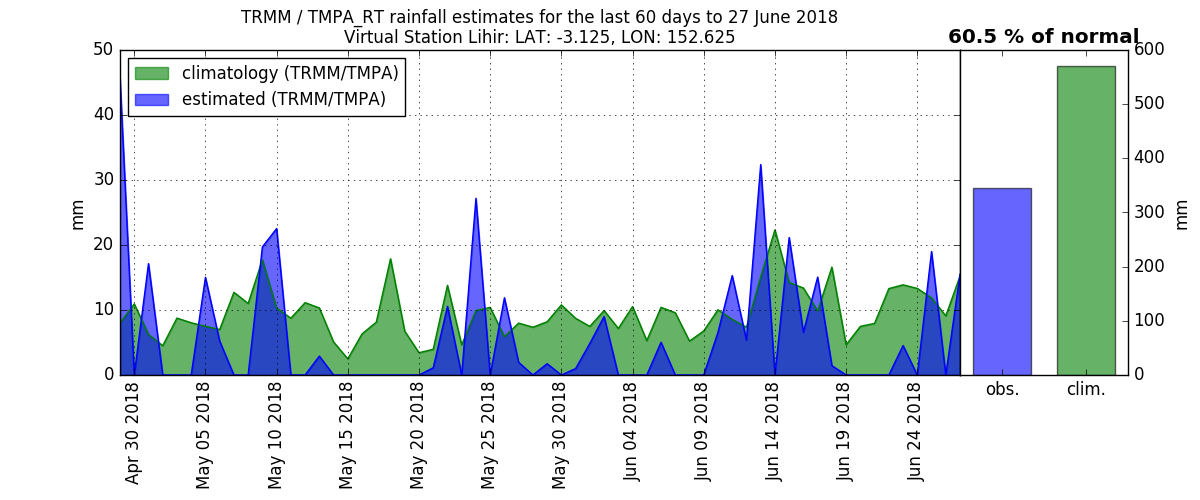 TRMM / TMPA_RT rainfall estimates for the last 60 days to 27 June 2018
Virtual Station Lihir: LAT: -3.125, LON: 152.625
60.5 % of normal
climatology (TRMM/TMPA)
estimated (TRMM/TMPA)
50
40
30
20
10
0
mm
Apr 30 2018
May 05 2018
May 10 2018
May 15 2018
May 20 2018
May 25 2018
May 30 2018
Jun 04 2018
Jun 09 2018
Jun 14 2018
Jun 19 2018
Jun 24 2018
obs.
clim.
600
500
400
300
200
100
0
mm